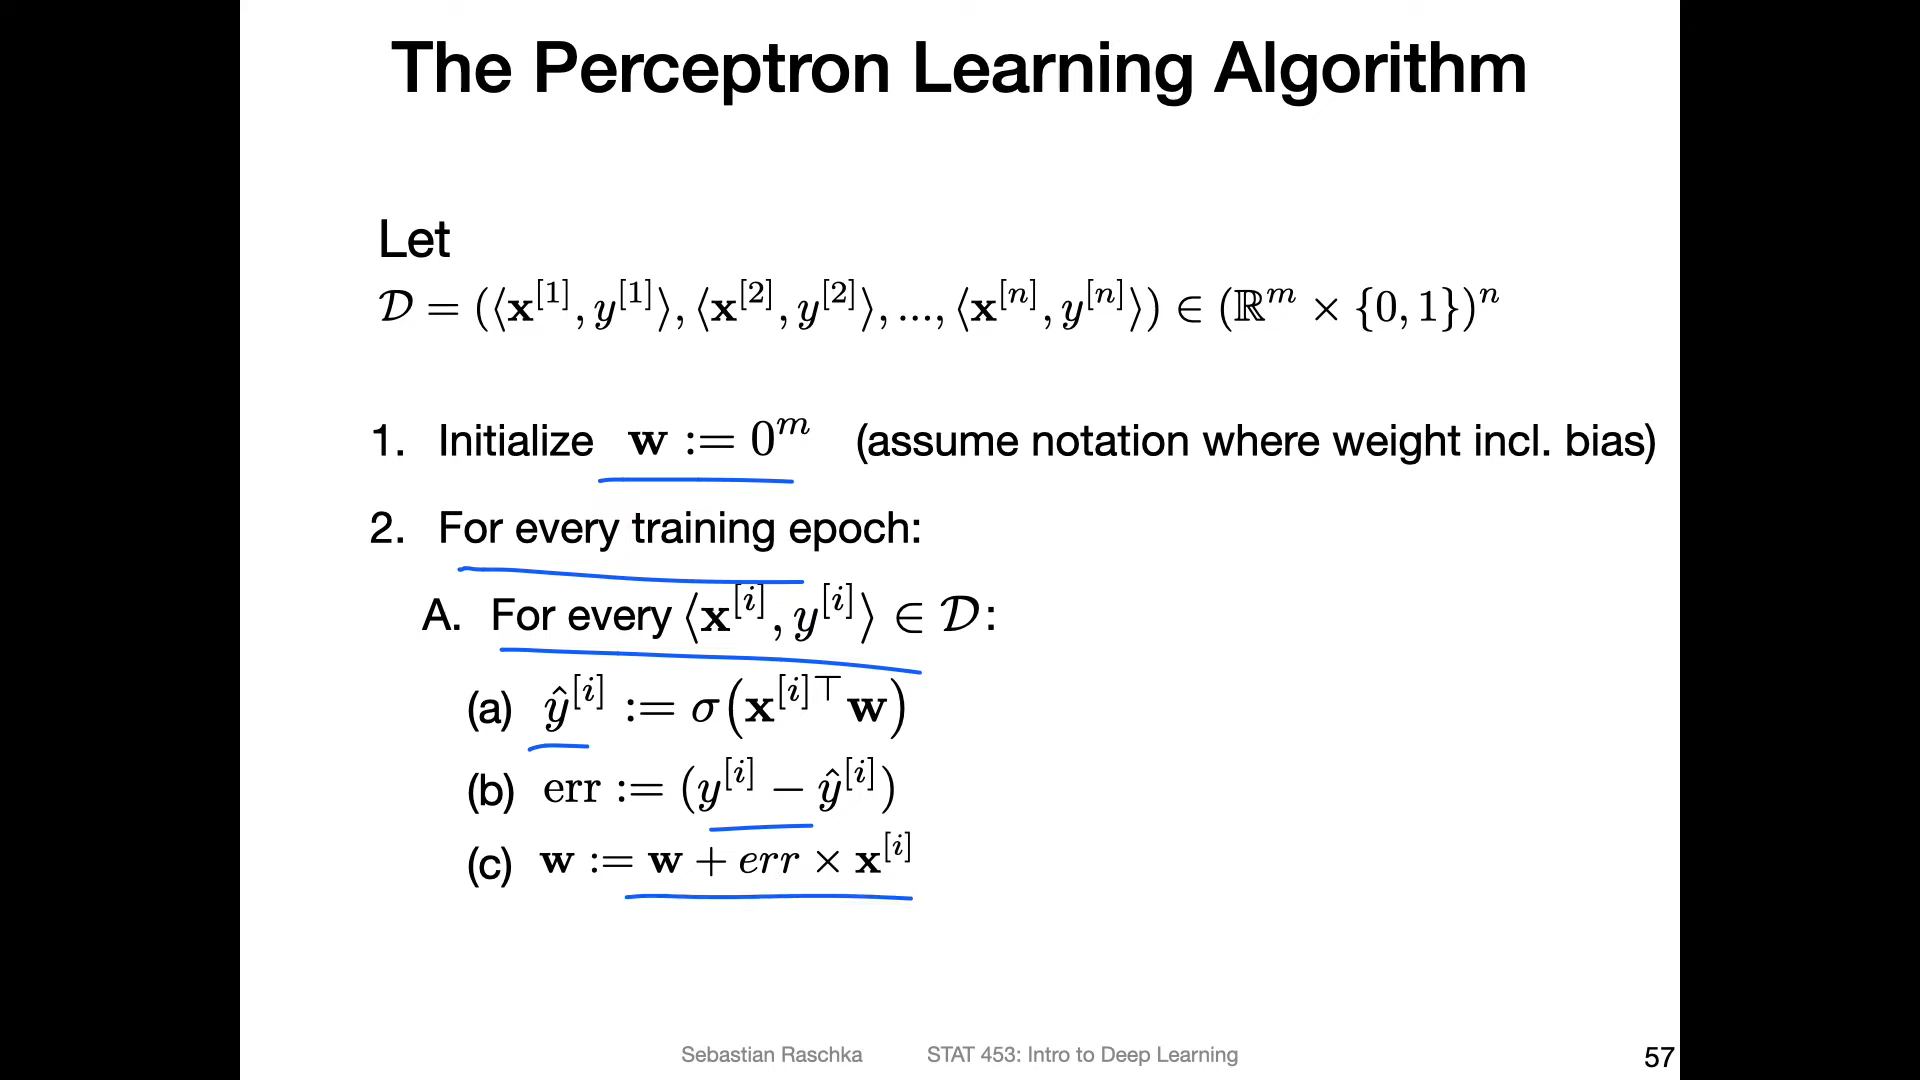 The Perceptron Learning Algorithm
Let
𝒟 = (⟨𝐱^[1], y^[1]⟩, ⟨𝐱^[2], y^[2]⟩, ..., ⟨𝐱^[n], y^[n]⟩) ∈ (ℝ^m × {0, 1})^n
1. Initialize 𝐰 := 0^m (assume notation where weight incl. bias)
2. For every training epoch:
A. For every ⟨𝐱^[i], y^[i]⟩ ∈ 𝒟:
(a) ŷ^[i] := σ(𝐱^[i]⊤ 𝐰)
(b) err := (y^[i] − ŷ^[i])
(c) 𝐰 := 𝐰 + err × 𝐱^[i]
Sebastian Raschka STAT 453: Intro to Deep Learning 57